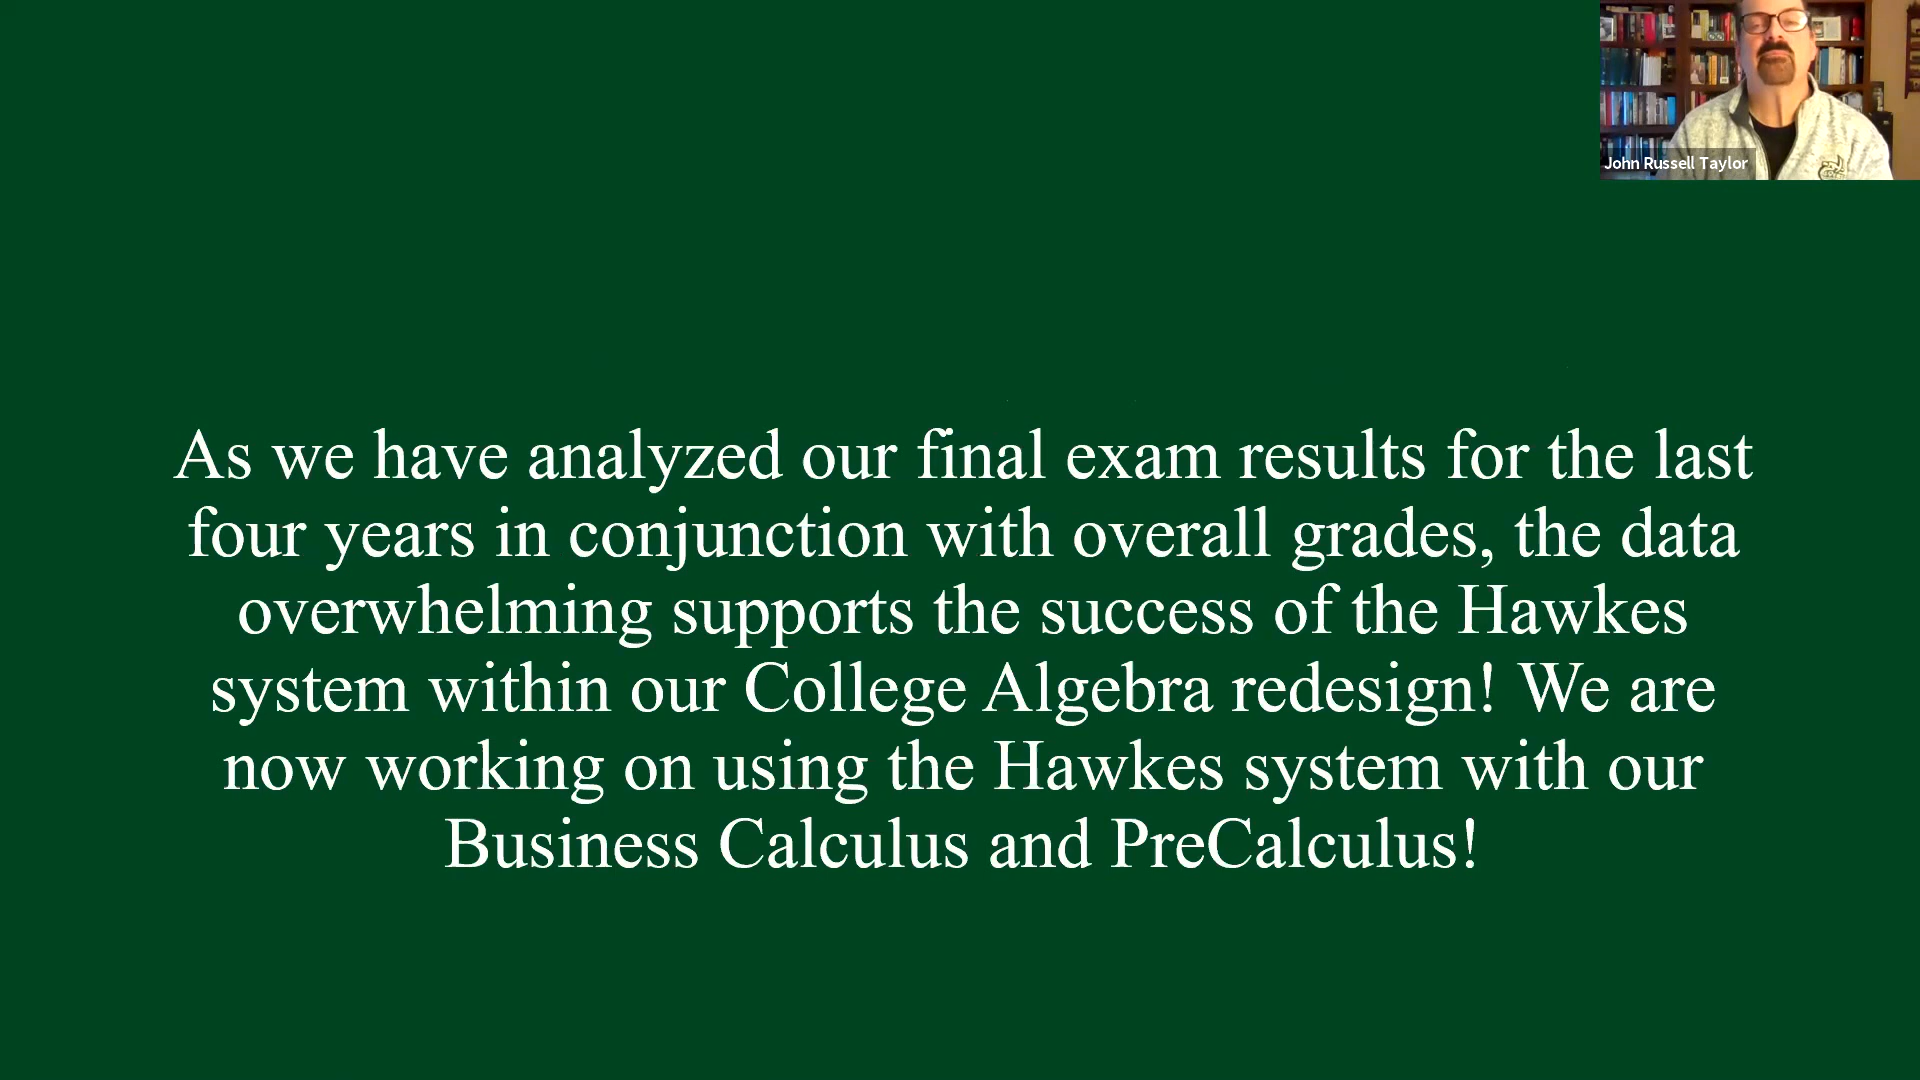 John Russell Taylor
As we have analyzed our final exam results for the last
four years in conjunction with overall grades, the data
overwhelming supports the success of the Hawkes
system within our College Algebra redesign! We are
now working on using the Hawkes system with our
Business Calculus and PreCalculus!